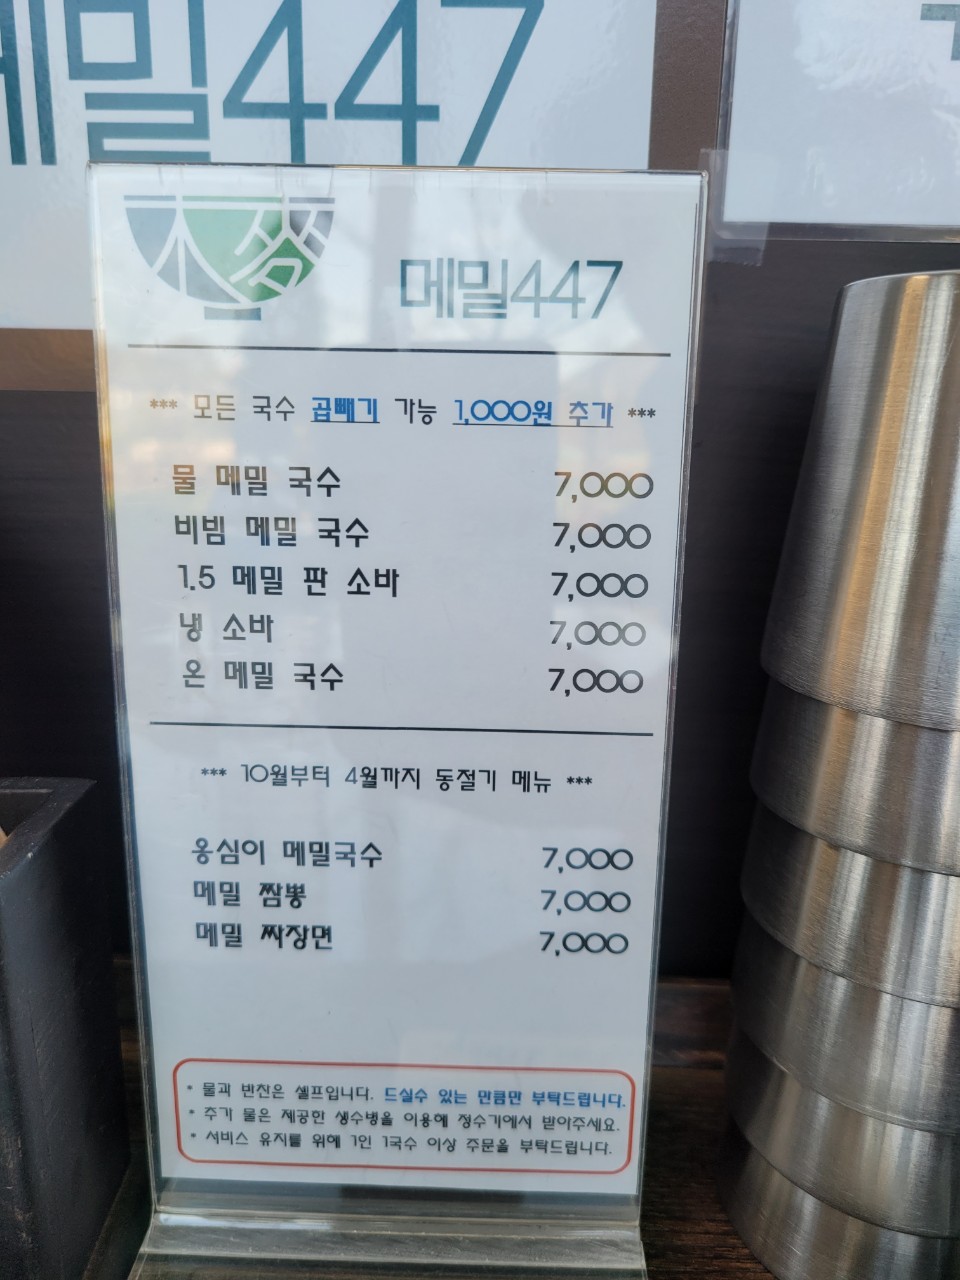 메밀447
메밀447
*** 모든 국수 곱빼기 가능 1,000원 추가 ***
물 메밀 국수 7,000
비빔 메밀 국수 7,000
1.5 메밀 판 소바 7,000
냉 소바 7,000
온 메밀 국수 7,000
*** 10월부터 4월까지 동절기 메뉴 ***
옹심이 메밀국수 7,000
메밀 짬뽕 7,000
메밀 짜장면 7,000
* 물과 반찬은 셀프입니다. 드실수 있는 만큼만 부탁드립니다.
* 추가 물은 제공한 생수병을 이용해 정수기에서 받아주세요.
* 서비스 유지를 위해 1인 1국수 이상 주문을 부탁드립니다.